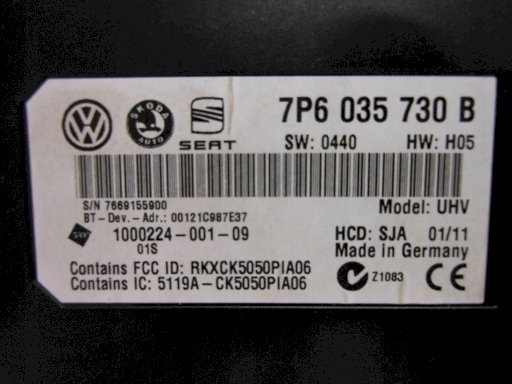 7P6 035 730 B
SKODA
AUTO
SEAT
SW: 0440 HW: H05
S/N 7669155900
BT-Dev.-Adr.: 00121C987E37
Model: UHV
1000224-001-09
01S
HCD: SJA 01/11
Made in Germany
Contains FCC ID: RKXCK5050PIA06
Contains IC: 5119A-CK5050PIA06
Z1083
CE